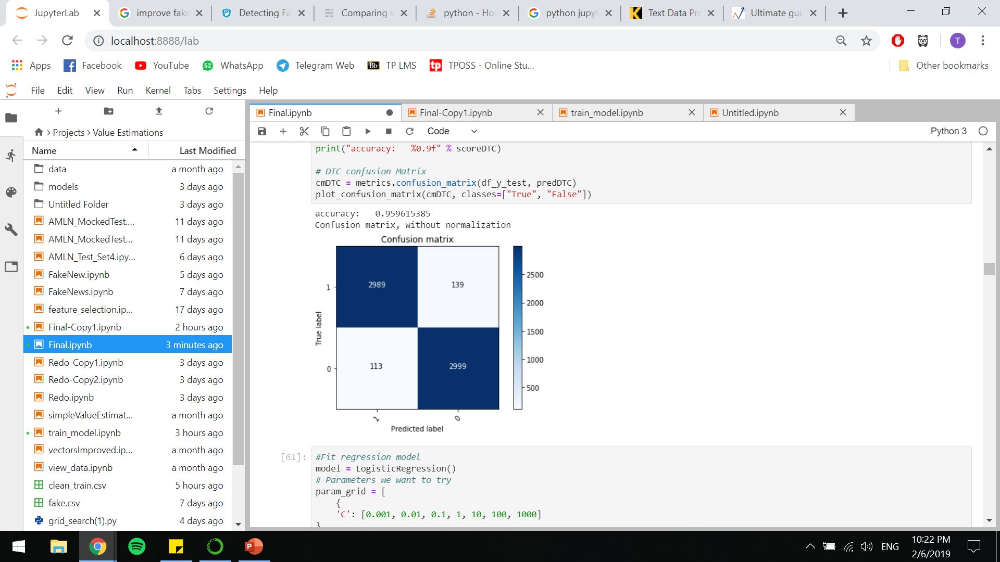 JupyterLab
improve fake
Detecting Fa
Comparing s
python - Ho
python jupyt
Text Data Pre
Ultimate gui
localhost:8888/lab
T
Apps
Facebook
YouTube
52
WhatsApp
Telegram Web
Bb
TP LMS
tp
TPOSS - Online Stu...
Other bookmarks
File Edit View Run Kernel Tabs Settings Help
Final.ipynb
Final-Copy1.ipynb
train_model.ipynb
Untitled.ipynb
> Projects > Value Estimations
Code
Python 3
Name Last Modified
data a month ago
models 3 days ago
Untitled Folder 3 days ago
AMLN_MockedTest.... 11 days ago
AMLN_MockedTest... 11 days ago
AMLN_Test_Set4.ipy... 6 days ago
FakeNew.ipynb 5 days ago
FakeNews.ipynb 7 days ago
feature_selection.ip... 17 days ago
Final-Copy1.ipynb 2 hours ago
Final.ipynb 3 minutes ago
Redo-Copy1.ipynb 3 days ago
Redo-Copy2.ipynb 3 days ago
Redo.ipynb 3 days ago
simpleValueEstimat... a month ago
train_model.ipynb 3 hours ago
vectorsImproved.ip... a month ago
view_data.ipynb a month ago
clean_train.csv 5 hours ago
fake.csv 7 days ago
grid_search(1).py 4 days ago
print("accuracy:   %0.9f" % scoreDTC)
# DTC confusion Matrix
cmDTC = metrics.confusion_matrix(df_y_test, predDTC)
plot_confusion_matrix(cmDTC, classes=["True", "False"])
accuracy:   0.959615385
Confusion matrix, without normalization
Confusion matrix
True label
1
0
2989 139
113 2999
1 0
Predicted label
2500
2000
1500
1000
500
[61]:
#Fit regression model
model = LogisticRegression()
# Parameters we want to try
param_grid = [
{
'C': [0.001, 0.01, 0.1, 1, 10, 100, 1000]
}
P
ENG
10:22 PM
2/6/2019